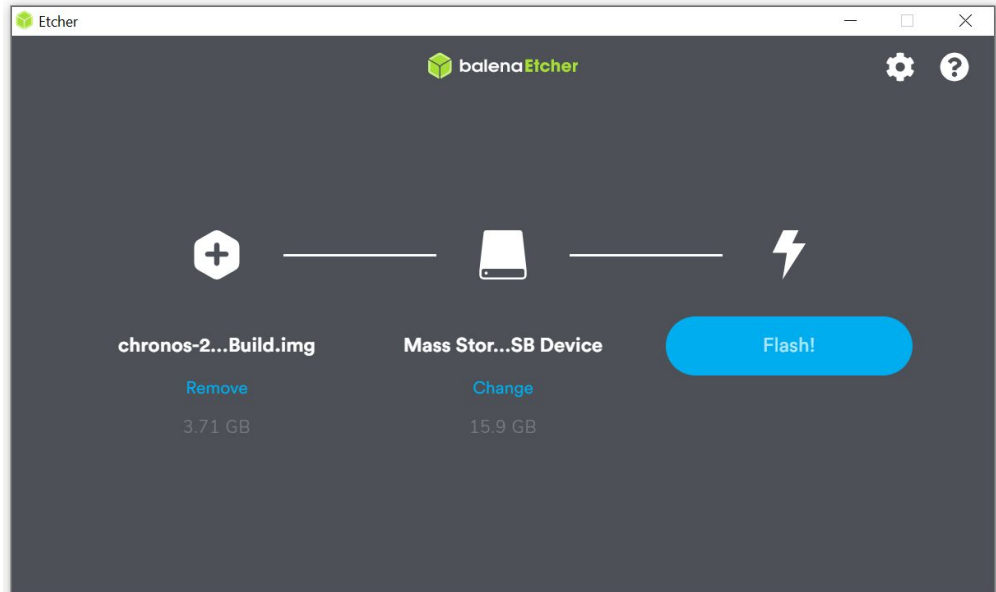 Etcher
balenaEtcher
chronos-2...Build.img
Mass Stor...SB Device
Flash!
Remove
Change
3.71 GB
15.9 GB